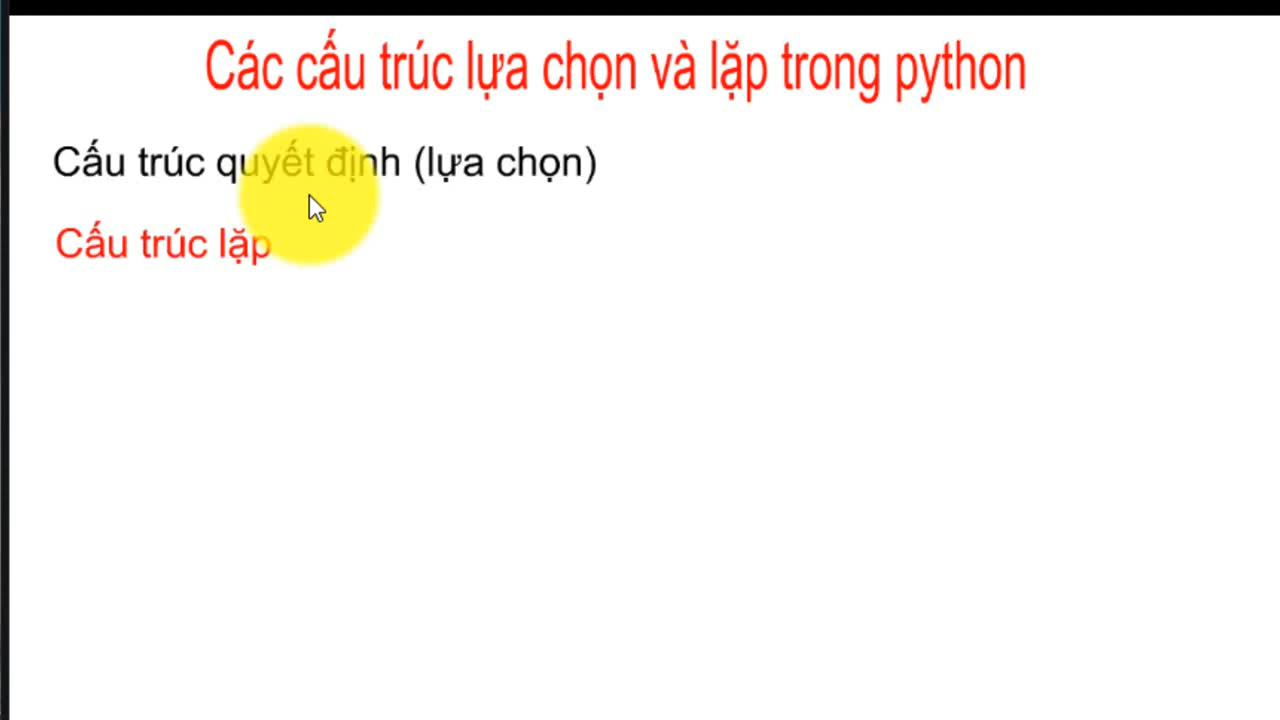 Các cấu trúc lựa chọn và lặp trong python
Cấu trúc quyết định (lựa chọn)
Cấu trúc lặp